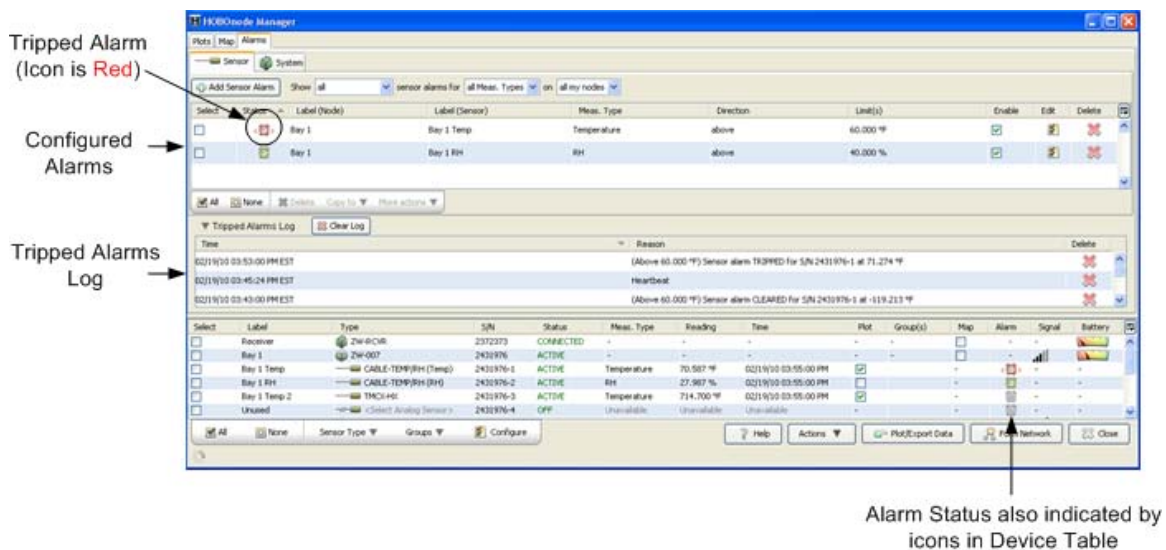 HOBOnode Manager
Plots Map Alarms
Tripped Alarm
(Icon is Red)
Sensor System
Add Sensor Alarm Show all sensor alarms for all Meas. Types on all my nodes
Select Status Label (Node) Label (Sensor) Meas. Type Direction Limit(s) Enable Edit Delete
Bay 1 Bay 1 Temp Temperature above 60.000 °F
Bay 1 Bay 1 RH RH above 40.000 %
Configured
Alarms
All None Delete Copy to More actions
Tripped Alarms Log Clear Log
Time Reason Delete
02/19/10 03:53:00 PM EST (Above 60.000 °F) Sensor alarm TRIPPED for S/N 2431976-1 at 71.274 °F
02/19/10 03:45:24 PM EST Heartbeat
02/19/10 03:43:00 PM EST (Above 60.000 °F) Sensor alarm CLEARED for S/N 2431976-1 at -119.213 °F
Tripped Alarms
Log
Select Label Type S/N Status Meas. Type Reading Time Plot Group(s) Map Alarm Signal Battery
Receiver ZW-RCVR 2372373 CONNECTED - - - - - - -
Bay 1 ZW-007 2431976 ACTIVE - - - - - -
Bay 1 Temp CABLE-TEMP/RH (Temp) 2431976-1 ACTIVE Temperature 70.587 °F 02/19/10 03:55:00 PM - - -
Bay 1 RH CABLE-TEMP/RH (RH) 2431976-2 ACTIVE RH 27.987 % 02/19/10 03:55:00 PM - - -
Bay 1 Temp 2 TMCX-HX 2431976-3 ACTIVE Temperature 714.700 °F 02/19/10 03:55:00 PM - - -
Unused <Select Analog Sensor> 2431976-4 OFF Unavailable Unavailable Unavailable - - - -
All None Sensor Type Groups Configure Help Actions Plot/Export Data Network Close
Alarm Status also indicated by
icons in Device Table